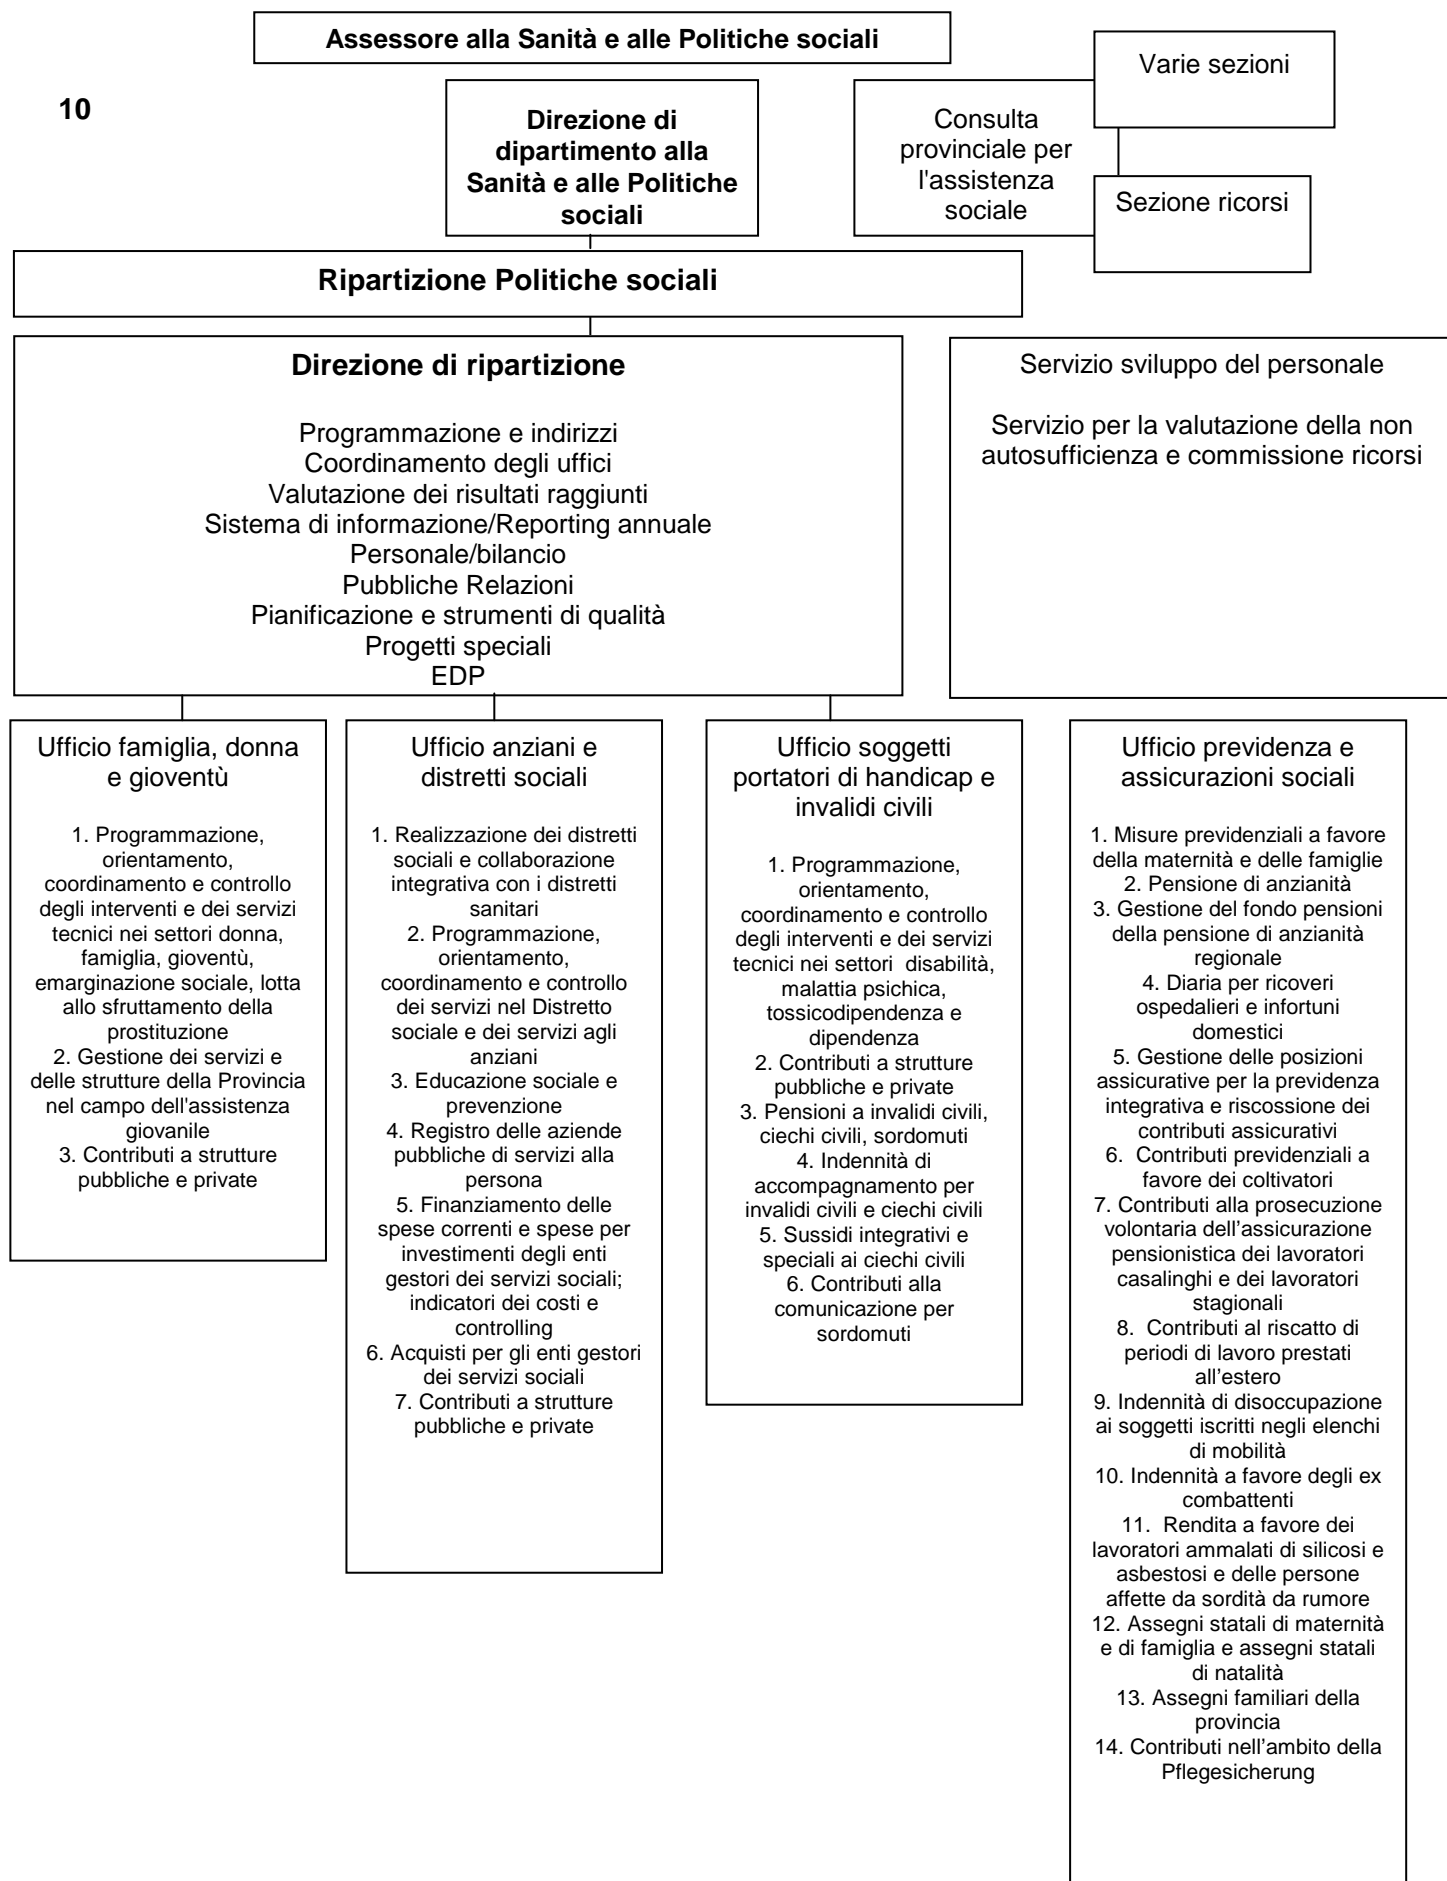 Assessore alla Sanità e alle Politiche sociali
10
Direzione di
dipartimento alla
Sanità e alle Politiche
sociali
Consulta
provinciale per
l'assistenza
sociale
Varie sezioni
Sezione ricorsi
Ripartizione Politiche sociali
Direzione di ripartizione
Programmazione e indirizzi
Coordinamento degli uffici
Valutazione dei risultati raggiunti
Sistema di informazione/Reporting annuale
Personale/bilancio
Pubbliche Relazioni
Pianificazione e strumenti di qualità
Progetti speciali
EDP
Servizio sviluppo del personale
Servizio per la valutazione della non
autosufficienza e commissione ricorsi
Ufficio famiglia, donna
e gioventù
1. Programmazione,
orientamento,
coordinamento e controllo
degli interventi e dei servizi
tecnici nei settori donna,
famiglia, gioventù,
emarginazione sociale, lotta
allo sfruttamento della
prostituzione
2. Gestione dei servizi e
delle strutture della Provincia
nel campo dell'assistenza
giovanile
3. Contributi a strutture
pubbliche e private
Ufficio anziani e
distretti sociali
1. Realizzazione dei distretti
sociali e collaborazione
integrativa con i distretti
sanitari
2. Programmazione,
orientamento,
coordinamento e controllo
dei servizi nel Distretto
sociale e dei servizi agli
anziani
3. Educazione sociale e
prevenzione
4. Registro delle aziende
pubbliche di servizi alla
persona
5. Finanziamento delle
spese correnti e spese per
investimenti degli enti
gestori dei servizi sociali;
indicatori dei costi e
controlling
6. Acquisti per gli enti gestori
dei servizi sociali
7. Contributi a strutture
pubbliche e private
Ufficio soggetti
portatori di handicap e
invalidi civili
1. Programmazione,
orientamento,
coordinamento e controllo
degli interventi e dei servizi
tecnici nei settori  disabilità,
malattia psichica,
tossicodipendenza e
dipendenza
2. Contributi a strutture
pubbliche e private
3. Pensioni a invalidi civili,
ciechi civili, sordomuti
4. Indennità di
accompagnamento per
invalidi civili e ciechi civili
5. Sussidi integrativi e
speciali ai ciechi civili
6. Contributi alla
comunicazione per
sordomuti
Ufficio previdenza e
assicurazioni sociali
1. Misure previdenziali a favore
della maternità e delle famiglie
2. Pensione di anzianità
3. Gestione del fondo pensioni
della pensione di anzianità
regionale
4. Diaria per ricoveri
ospedalieri e infortuni
domestici
5. Gestione delle posizioni
assicurative per la previdenza
integrativa e riscossione dei
contributi assicurativi
6.  Contributi previdenziali a
favore dei coltivatori
7. Contributi alla prosecuzione
volontaria dell’assicurazione
pensionistica dei lavoratori
casalinghi e dei lavoratori
stagionali
8.  Contributi al riscatto di
periodi di lavoro prestati
all’estero
9. Indennità di disoccupazione
ai soggetti iscritti negli elenchi
di mobilità
10. Indennità a favore degli ex
combattenti
11.  Rendita a favore dei
lavoratori ammalati di silicosi e
asbestosi e delle persone
affette da sordità da rumore
12. Assegni statali di maternità
e di famiglia e assegni statali
di natalità
13. Assegni familiari della
provincia
14. Contributi nell’ambito della
Pflegesicherung